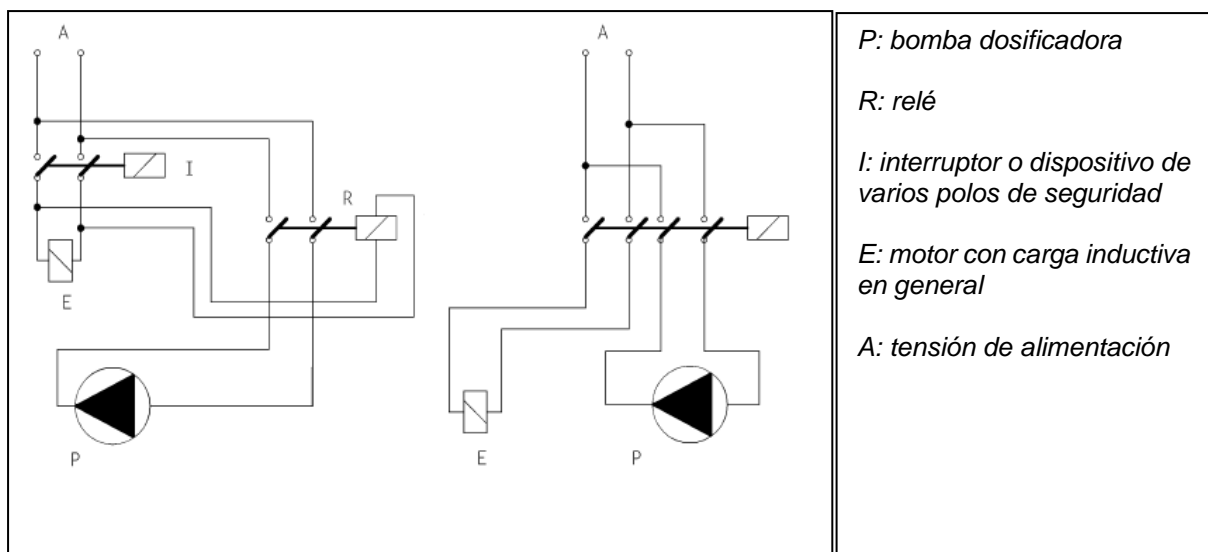 A
I
R
E
P
A
E
P
P: bomba dosificadora
R: relé
I: interruptor o dispositivo de
varios polos de seguridad
E: motor con carga inductiva
en general
A: tensión de alimentación